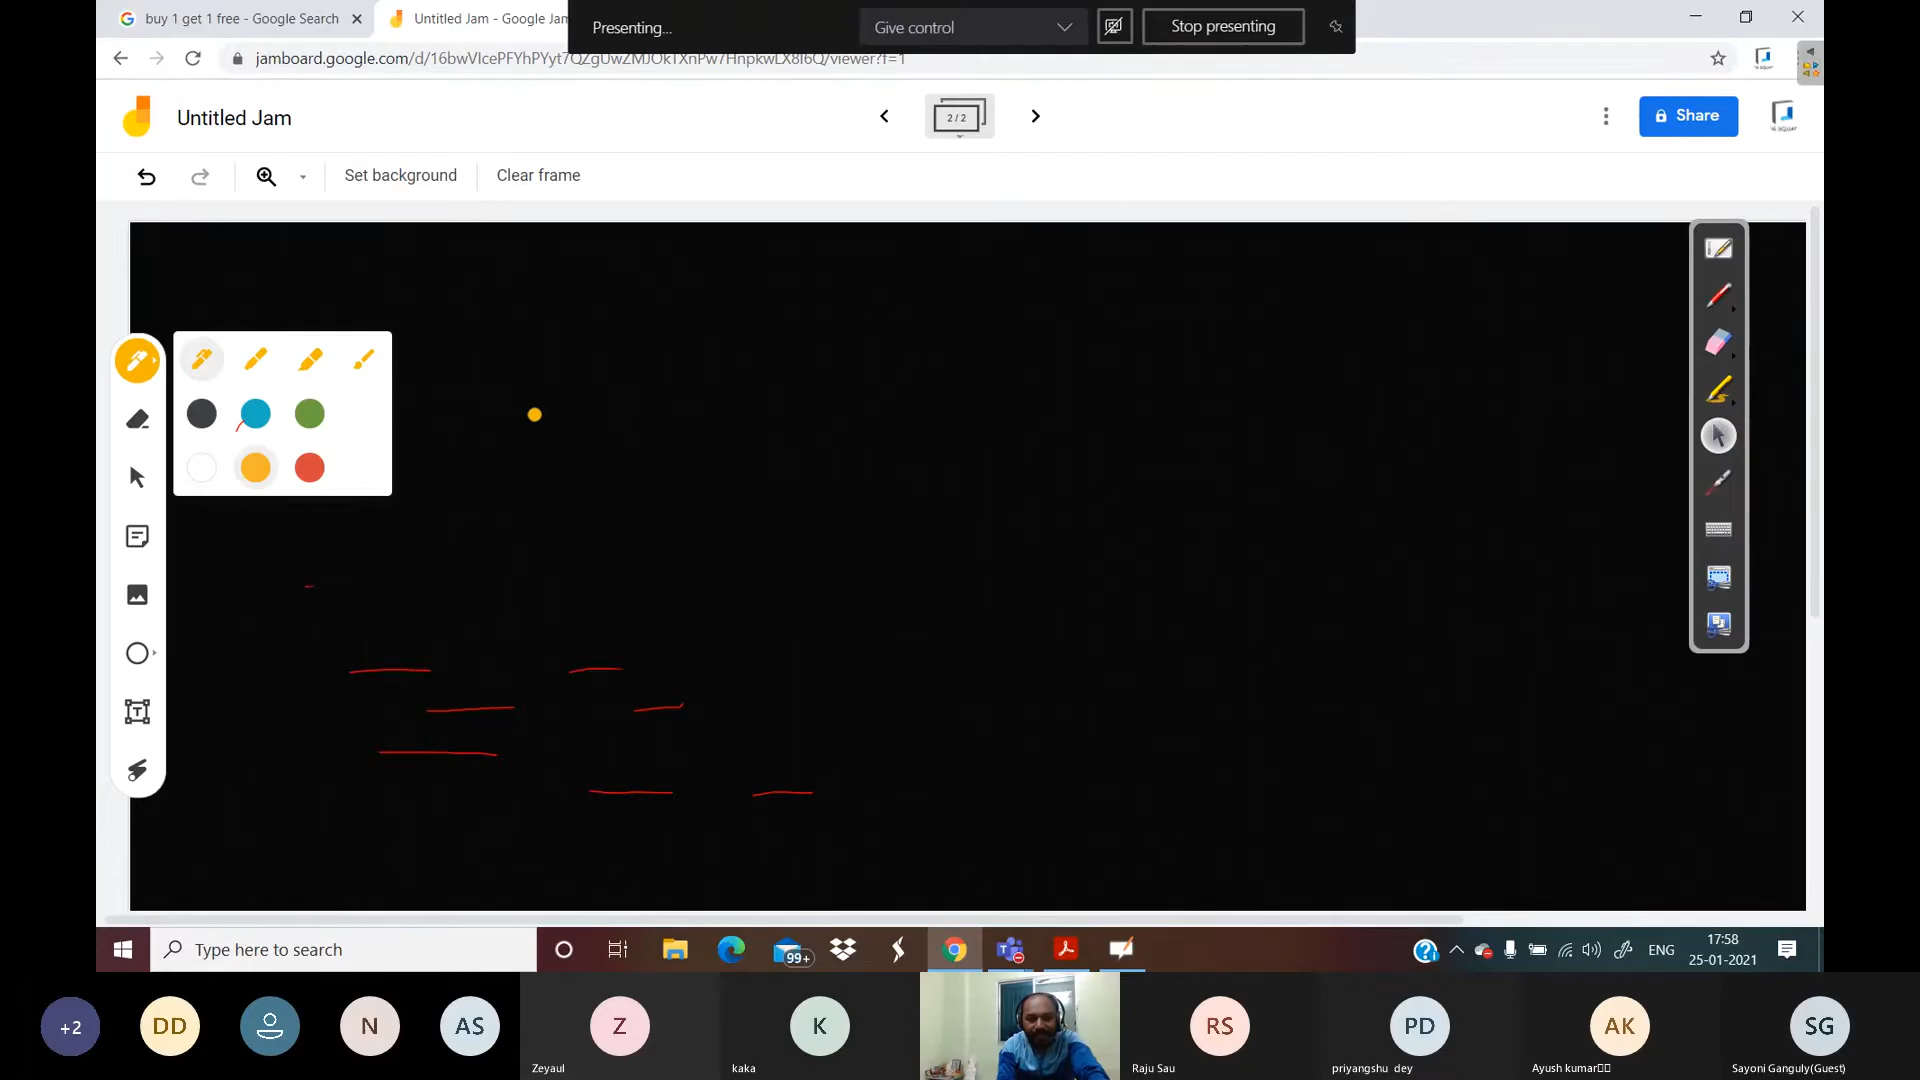 buy 1 get 1 free - Google Search
Untitled Jam - Google Jam
Presenting...
Give control
Stop presenting
Untitled Jam
2 / 2
Share
Set background
Clear frame
Type here to search
99+
ENG
17:58
25-01-2021
+2
DD
N
AS
Z
K
RS
PD
AK
SG
Zeyaul
kaka
Raju Sau
priyangshu dey
Ayush kumar
Sayoni Ganguly(Guest)